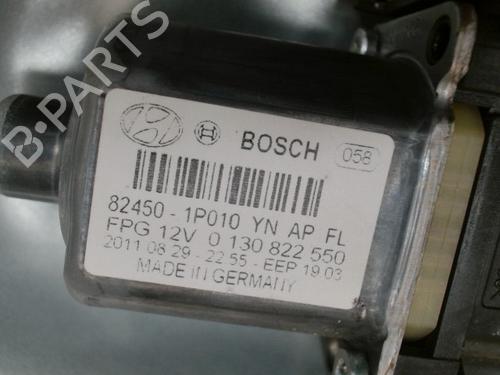 B-PARTS
BOSCH
058
82450 - 1P010 YN AP FL
FPG 12V 0 130 822 550
2011 08 29 - 22 55 - EEP 19.03
MADE IN GERMANY